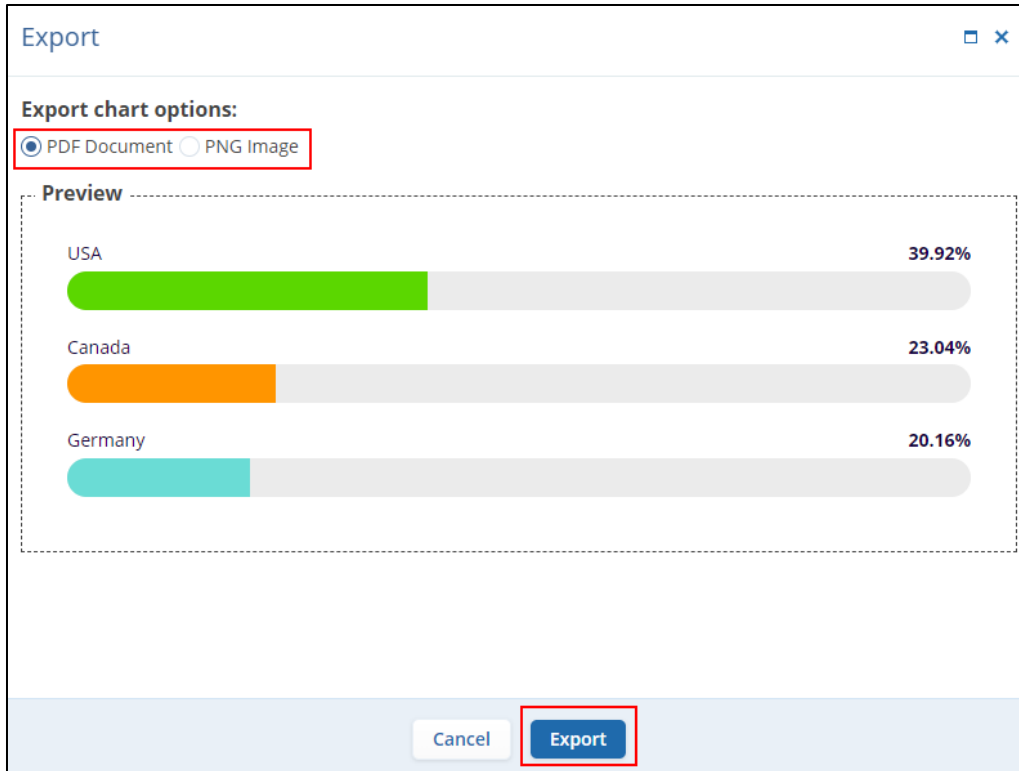 Export
Export chart options:
PDF Document PNG Image
Preview
USA 39.92%
Canada 23.04%
Germany 20.16%
Cancel Export